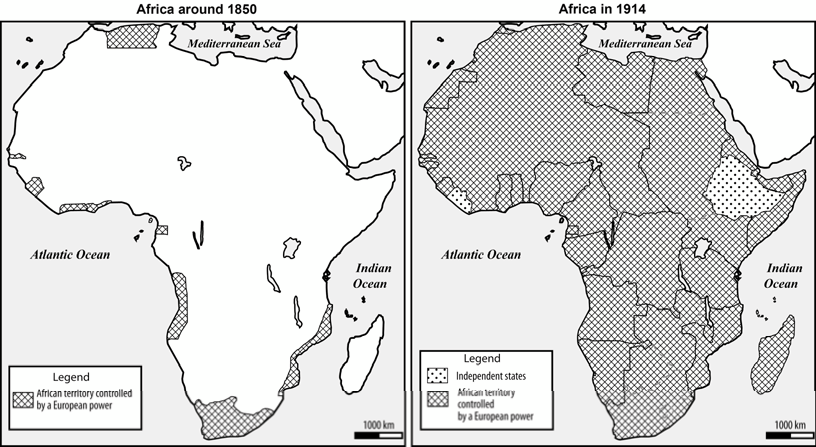 Africa around 1850
Mediterranean Sea
Atlantic Ocean
Indian
Ocean
Legend
African territory controlled
by a European power
1000 km
Africa in 1914
Mediterranean Sea
Atlantic Ocean
Indian
Ocean
Legend
Independent states
African territory
controlled
by a European power
1000 km